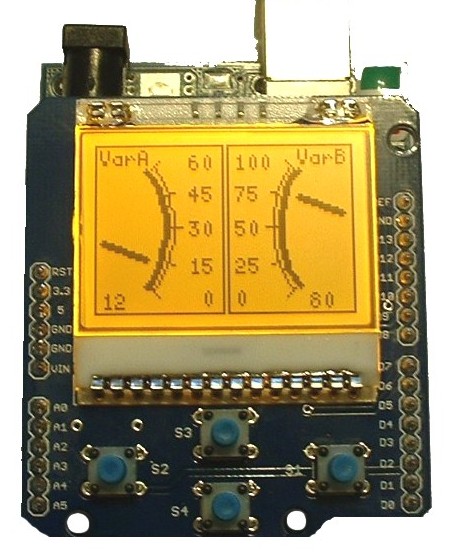 VarA 60 100 VarB
45 75
30 50
15 25
12 0 0 80
EF
ND
13
12
11
10
9
8
RST
3.3
5
GND
GND
VIN
D7
D6
D5
D4
D3
D2
D1
D0
A0
A1
A2
A3
A4
A5
S3
S2
S1
S4